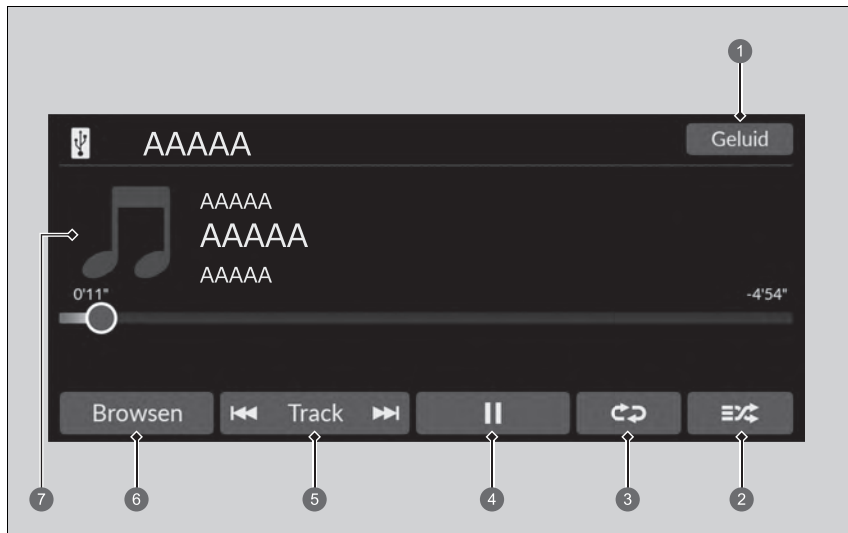 1
AAAAA
Geluid
AAAAA
AAAAA
AAAAA
7
0'11"
-4'54"
Browsen
Track
6
5
4
3
2